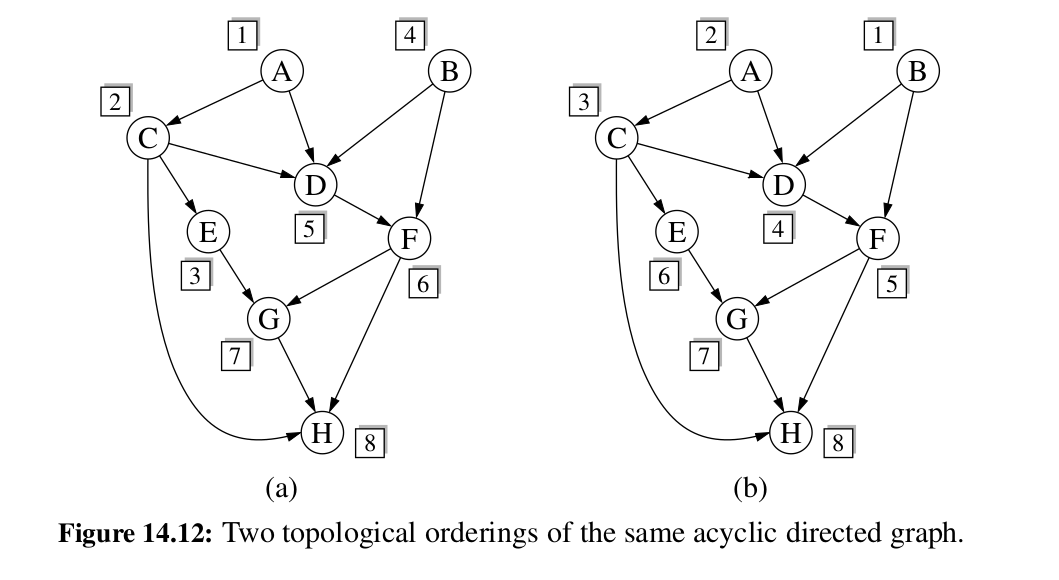 1 4 2 1
A B A B
2 3
C C
D D
E 5 F E 4 F
3 6 6 5
G G
7 7
H 8 H 8
(a) (b)
Figure 14.12: Two topological orderings of the same acyclic directed graph.